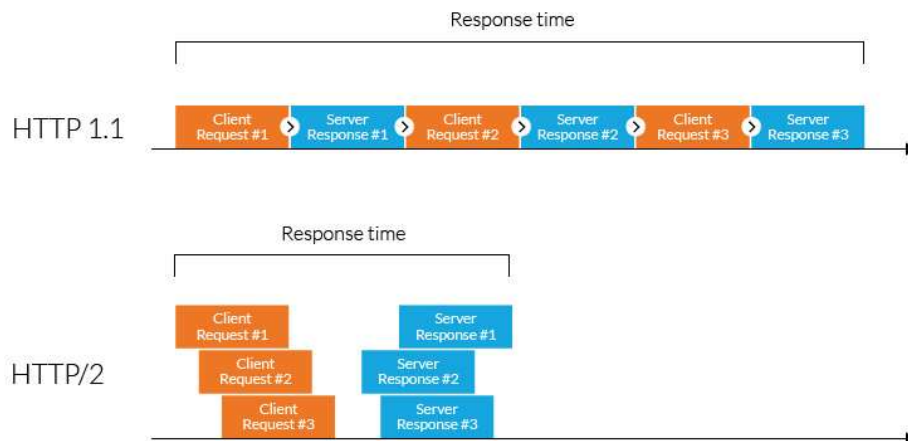 Response time
HTTP 1.1
Client
Request #1
Server
Response #1
Client
Request #2
Server
Response #2
Client
Request #3
Server
Response #3
Response time
HTTP/2
Client
Request #1
Server
Response #1
Client
Request #2
Server
Response #2
Client
Request #3
Server
Response #3